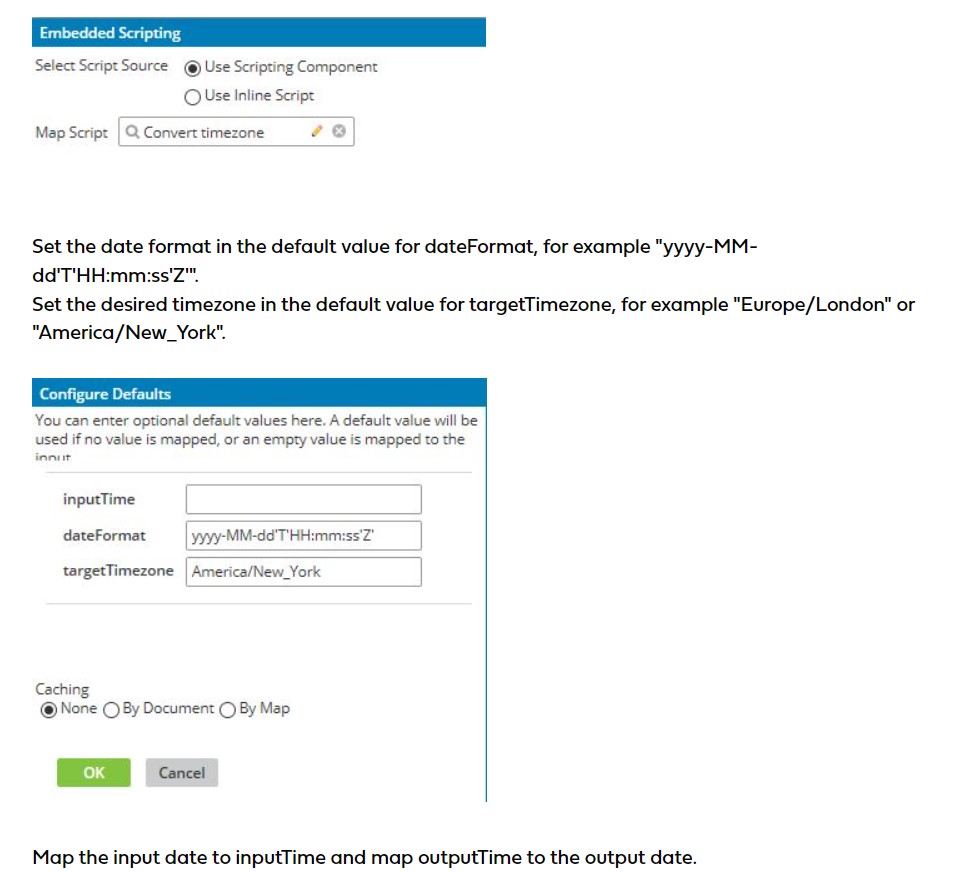 Embedded Scripting
Select Script Source Use Scripting Component
Use Inline Script
Map Script Convert timezone
Set the date format in the default value for dateFormat, for example "yyyy-MM-
dd'T'HH:mm:ss'Z'".
Set the desired timezone in the default value for targetTimezone, for example "Europe/London" or
"America/New_York".
Configure Defaults
You can enter optional default values here. A default value will be
used if no value is mapped, or an empty value is mapped to the
input
inputTime
dateFormat yyyy-MM-dd'T'HH:mm:ss'Z'
targetTimezone America/New_York
Caching
None By Document By Map
OK Cancel
Map the input date to inputTime and map outputTime to the output date.